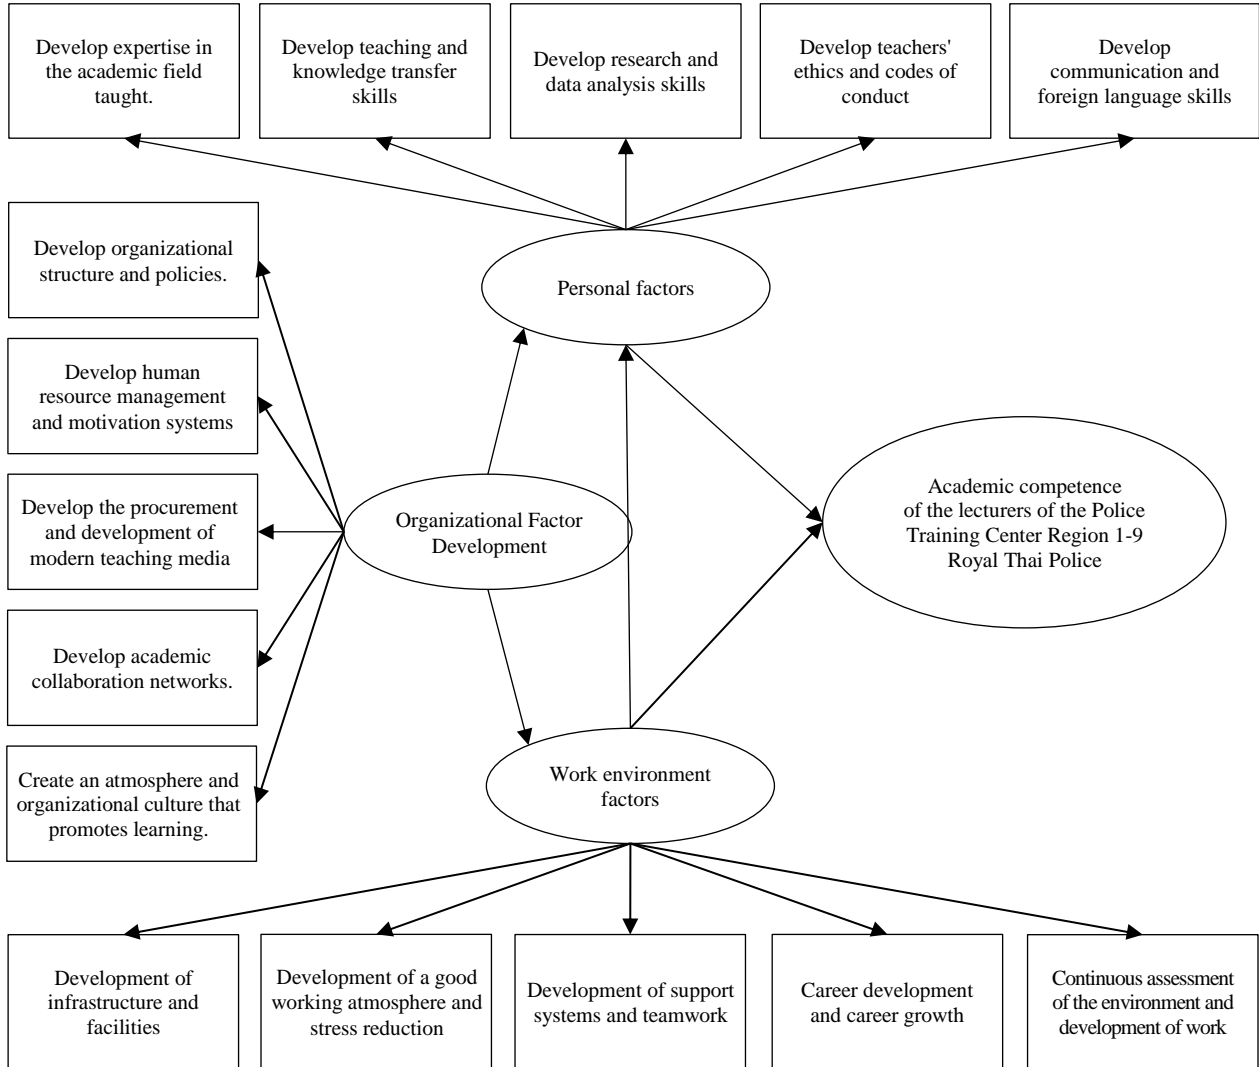 Develop expertise in
the academic field
taught.
Develop teaching and
knowledge transfer
skills
Develop research and
data analysis skills
Develop teachers'
ethics and codes of
conduct
Develop
communication and
foreign language skills
Develop organizational
structure and policies.
Personal factors
Develop human
resource management
and motivation systems
Develop the procurement
and development of
modern teaching media
Organizational Factor
Development
Academic competence
of the lecturers of the Police
Training Center Region 1-9
Royal Thai Police
Develop academic
collaboration networks.
Create an atmosphere and
organizational culture that
promotes learning.
Work environment
factors
Development of
infrastructure and
facilities
Development of a good
working atmosphere and
stress reduction
Development of support
systems and teamwork
Career development
and career growth
Continuous assessment
of the environment and
development of work